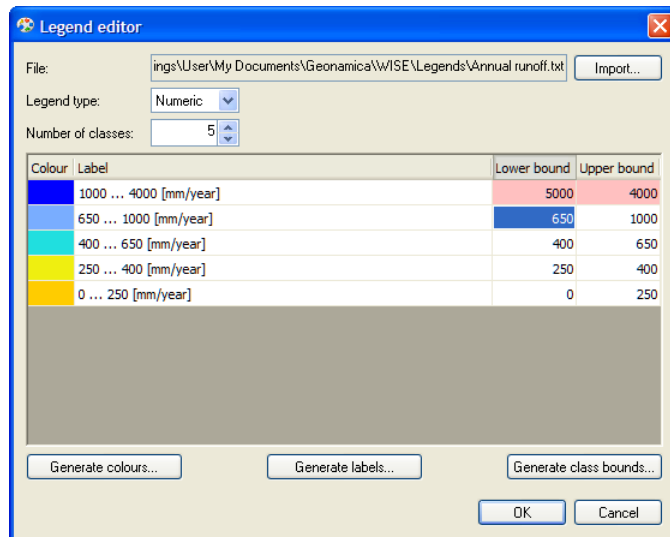 Legend editor
File: ings\User\My Documents\Geonamica\WISE\Legends\Annual runoff.txt Import...
Legend type: Numeric
Number of classes: 5
Colour Label Lower bound Upper bound
1000 ... 4000 [mm/year] 5000 4000
650 ... 1000 [mm/year] 650 1000
400 ... 650 [mm/year] 400 650
250 ... 400 [mm/year] 250 400
0 ... 250 [mm/year] 0 250
Generate colours... Generate labels... Generate class bounds...
OK Cancel